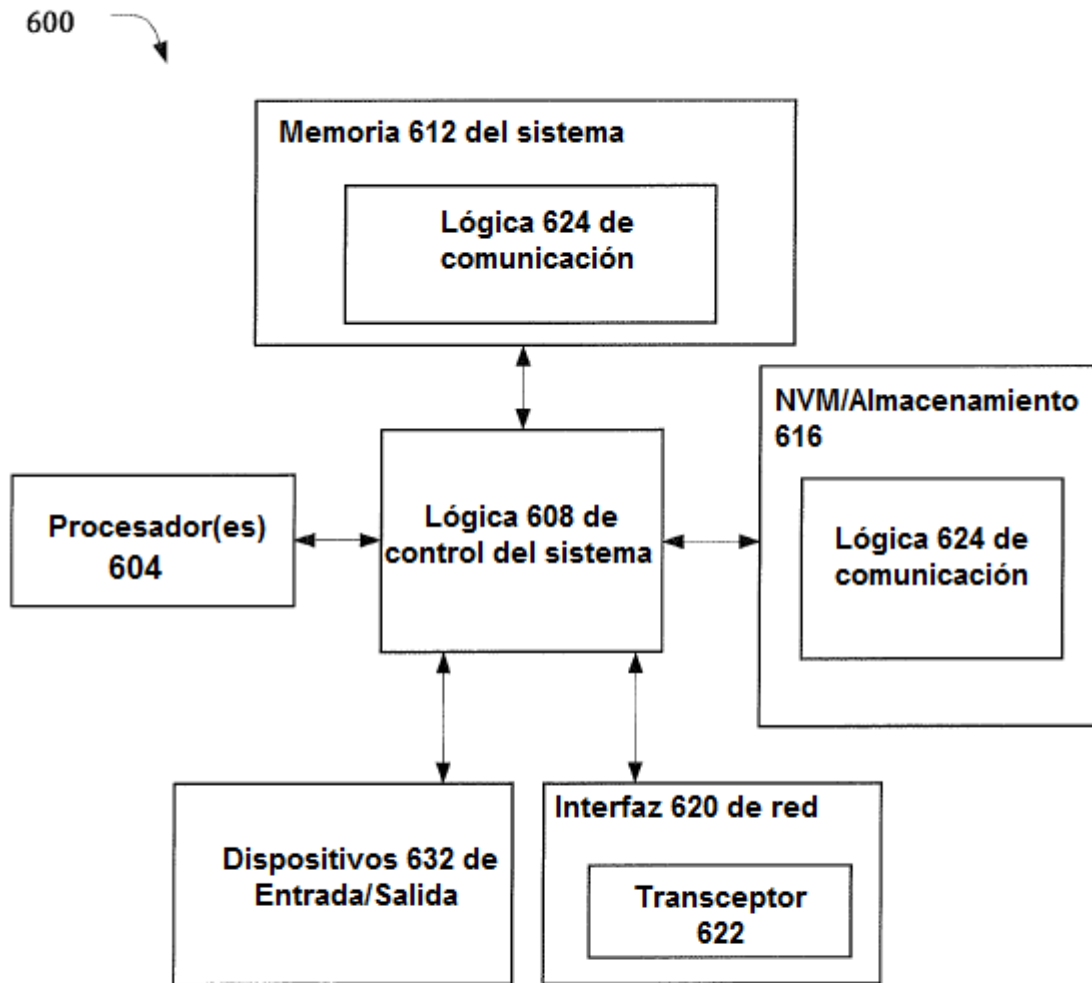 600
Memoria 612 del sistema
Lógica 624 de
comunicación
NVM/Almacenamiento
616
Lógica 624 de
comunicación
Procesador(es)
604
Lógica 608 de
control del sistema
Dispositivos 632 de
Entrada/Salida
Interfaz 620 de red
Transceptor
622